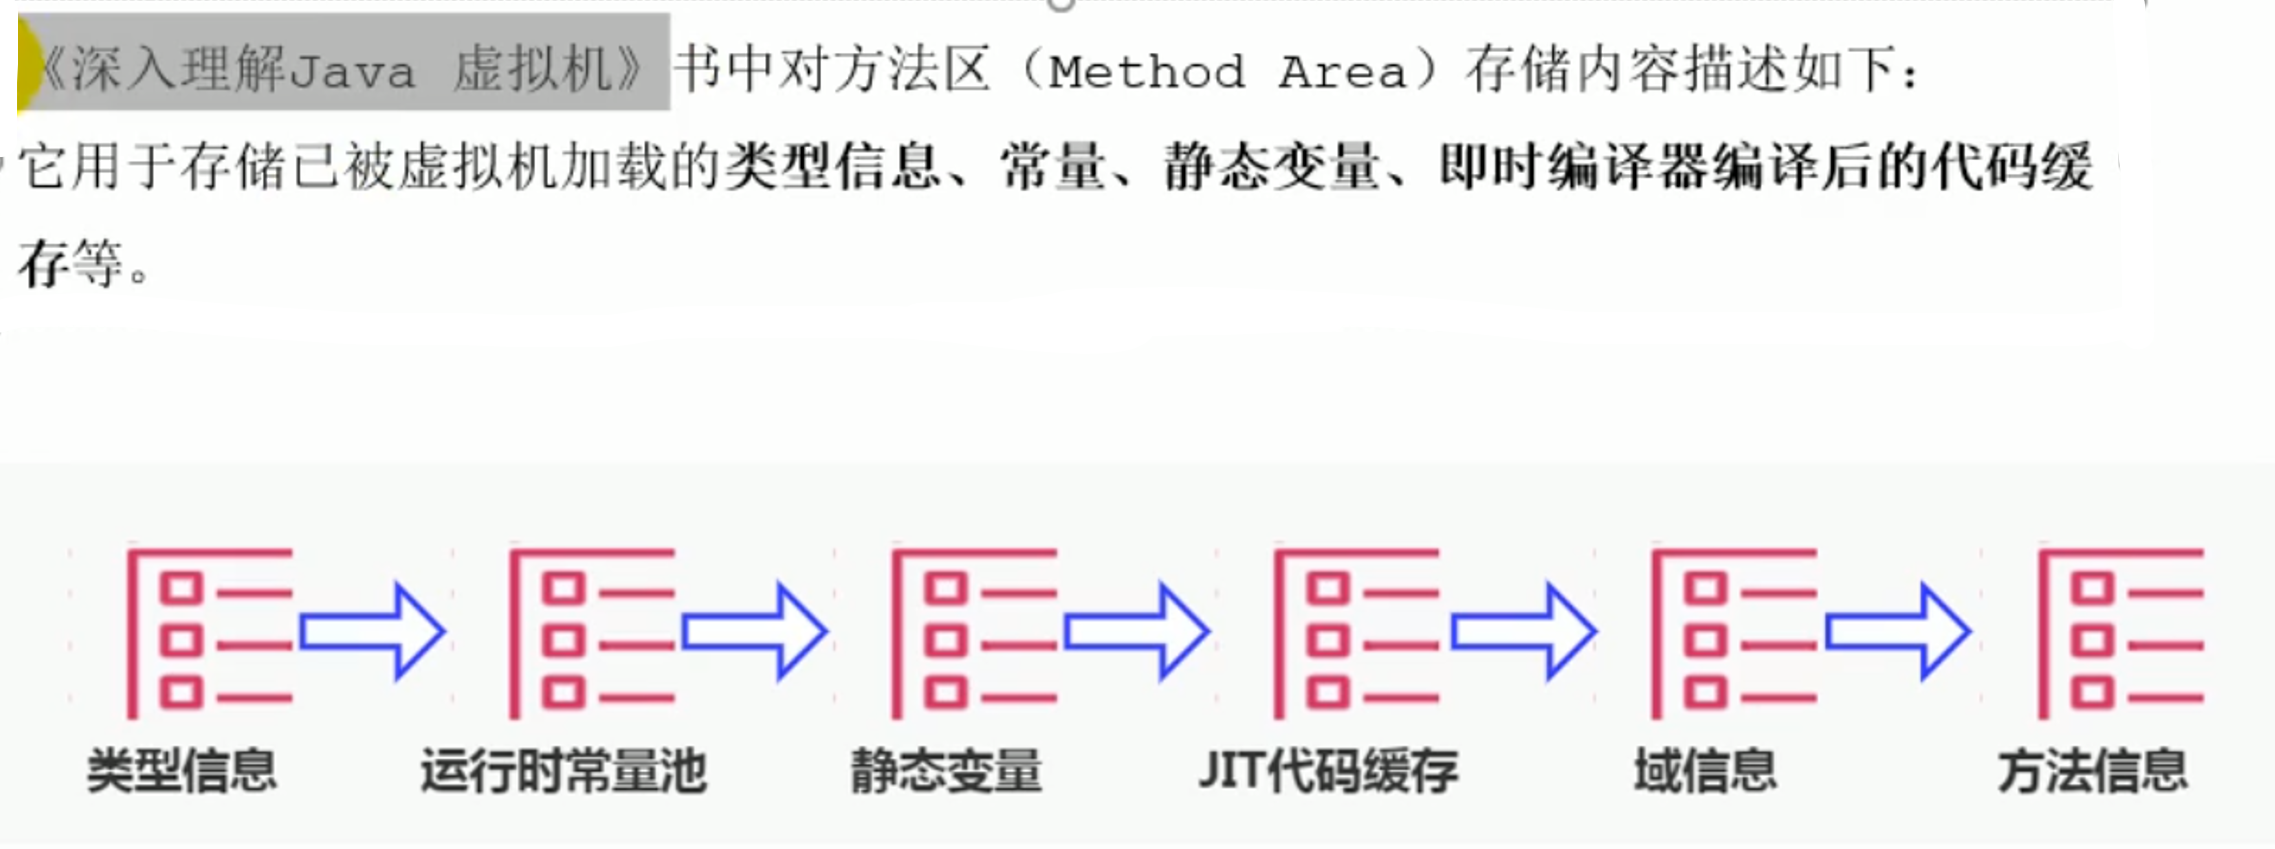 《深入理解Java 虚拟机》书中对方法区（Method Area）存储内容描述如下：
它用于存储已被虚拟机加载的类型信息、常量、静态变量、即时编译器编译后的代码缓
存等。
类型信息 运行时常量池 静态变量 JIT代码缓存 域信息 方法信息